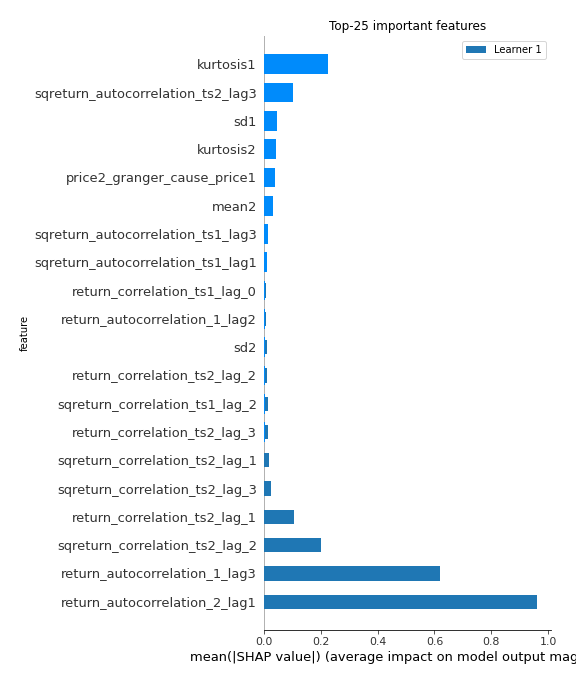 Top-25 important features
Learner 1
kurtosis1
sqreturn_autocorrelation_ts2_lag3
sd1
kurtosis2
price2_granger_cause_price1
mean2
sqreturn_autocorrelation_ts1_lag3
sqreturn_autocorrelation_ts1_lag1
return_correlation_ts1_lag_0
return_autocorrelation_1_lag2
sd2
return_correlation_ts2_lag_2
sqreturn_correlation_ts1_lag_2
return_correlation_ts2_lag_3
sqreturn_correlation_ts2_lag_1
sqreturn_correlation_ts2_lag_3
return_correlation_ts2_lag_1
sqreturn_correlation_ts2_lag_2
return_autocorrelation_1_lag3
return_autocorrelation_2_lag1
feature
0.0 0.2 0.4 0.6 0.8 1.0
mean(|SHAP value|) (average impact on model output mag